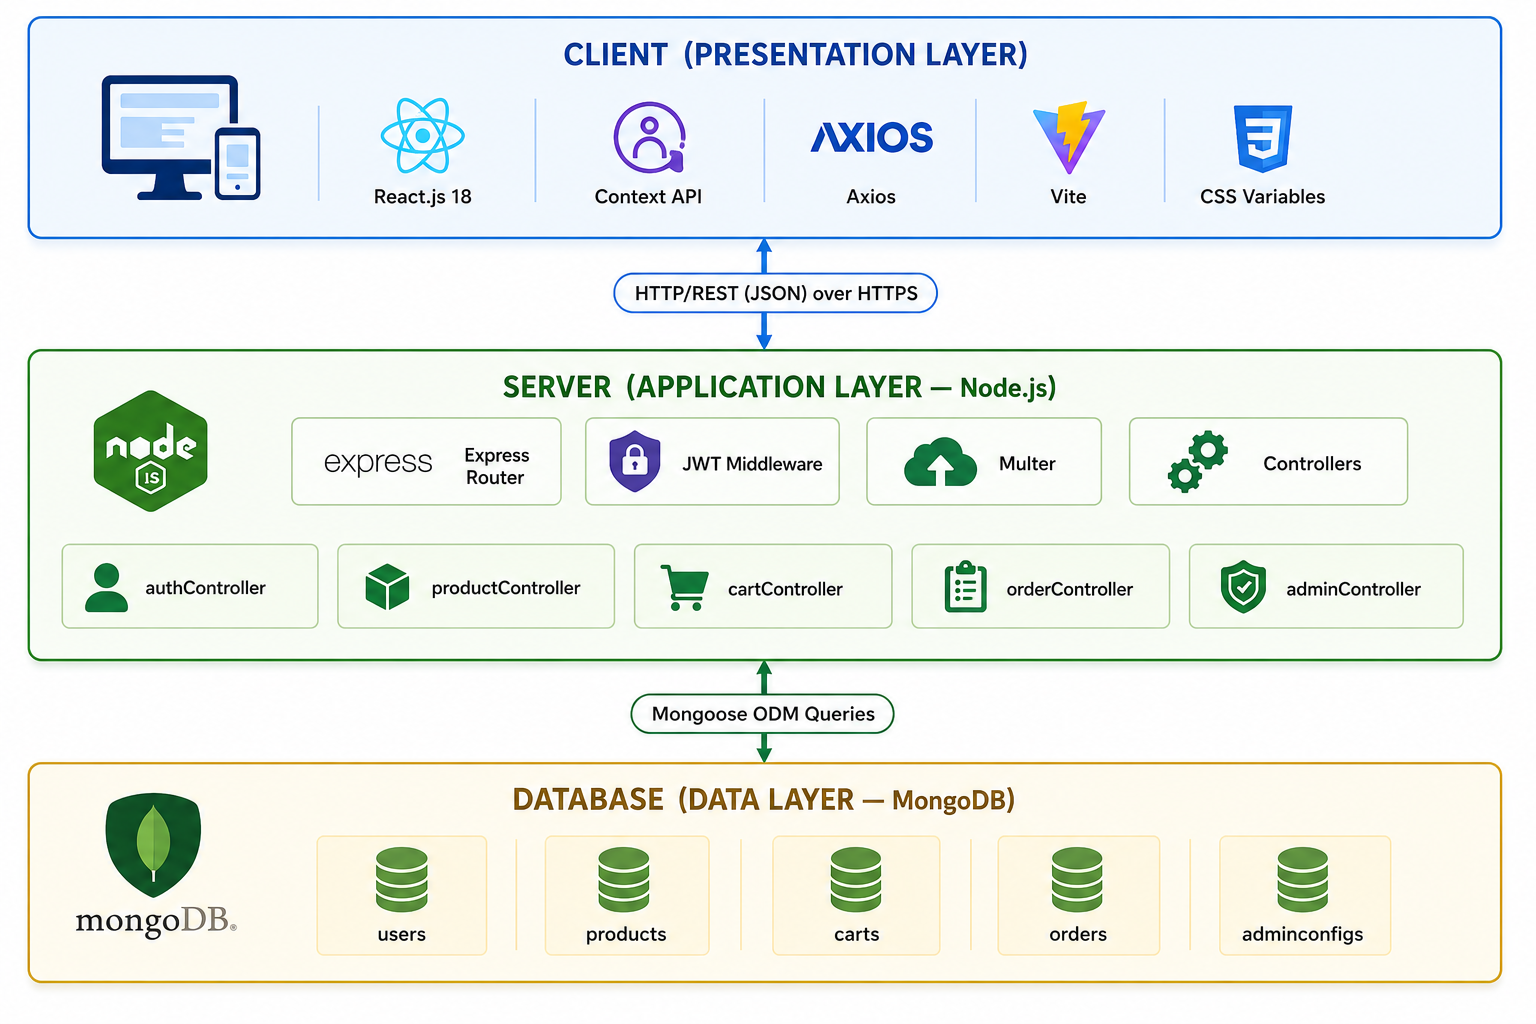 CLIENT (PRESENTATION LAYER)
AXIOS
React.js 18
Context API
Axios
Vite
CSS Variables
HTTP/REST (JSON) over HTTPS
SERVER (APPLICATION LAYER — Node.js)
node
JS
express
Express
Router
JWT Middleware
Multer
Controllers
authController
productController
cartController
orderController
adminController
Mongoose ODM Queries
DATABASE (DATA LAYER — MongoDB)
mongoDB®
users
products
carts
orders
adminconfigs